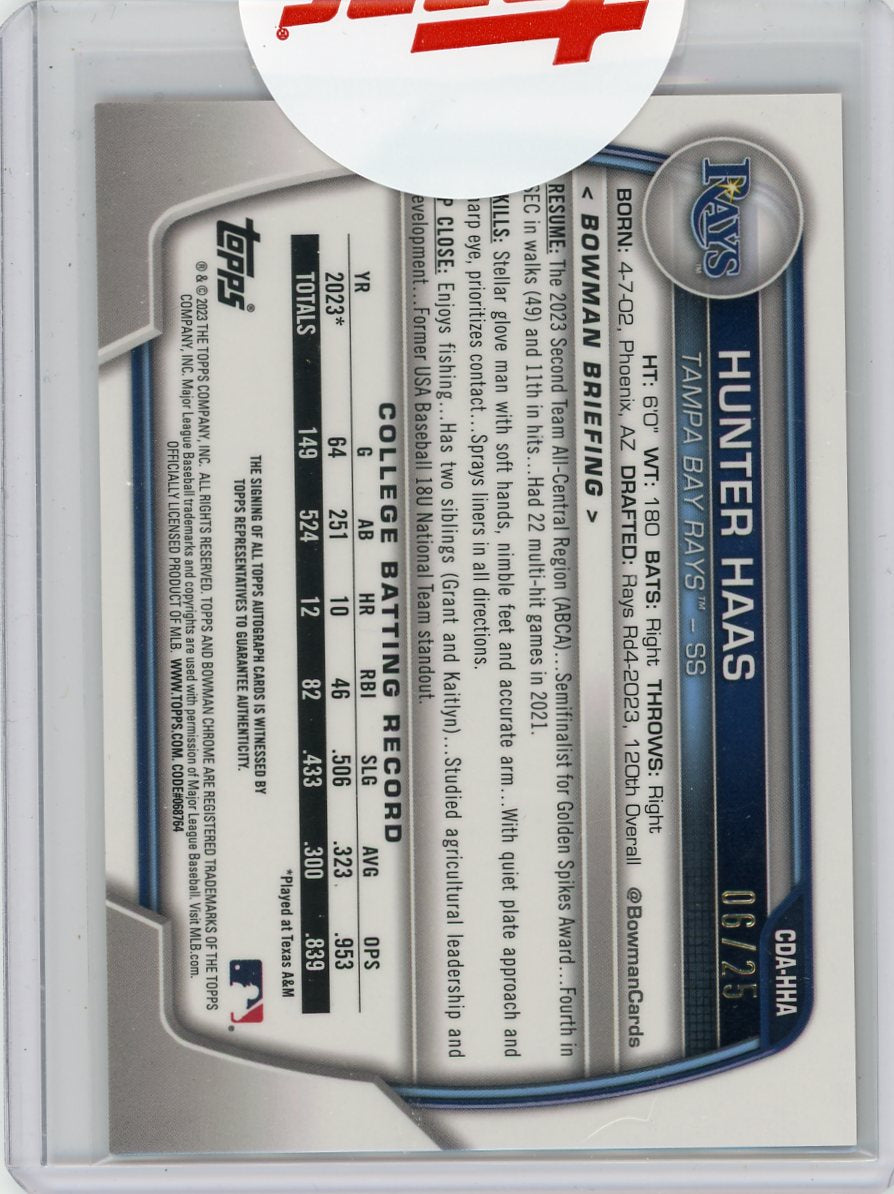 CDA-HHA
06/25
RAYS™
HUNTER HAAS
TAMPA BAY RAYS™ – SS
HT: 6'0" WT: 180 BATS: Right THROWS: Right
BORN: 4-7-02, Phoenix, AZ DRAFTED: Rays Rd4-2023, 120th Overall @BowmanCards
< BOWMAN BRIEFING >
RESUME: The 2023 Second Team All-Central Region (ABCA)...Semifinalist for Golden Spikes Award...Fourth in
SEC in walks (49) and 11th in hits...Had 22 multi-hit games in 2021.
KILLS: Stellar glove man with soft hands, nimble feet and accurate arm...With quiet plate approach and
arp eye, prioritizes contact...Sprays liners in all directions.
P CLOSE: Enjoys fishing...Has two siblings (Grant and Kaitlyn)...Studied agricultural leadership and
evelopment...Former USA Baseball 18U National Team standout.
COLLEGE BATTING RECORD
YR G AB HR RBI SLG AVG OPS
2023* 64 251 10 46 .506 .323 .953
TOTALS 149 524 12 82 .433 .300 .839
*Played at Texas A&M
THE SIGNING OF ALL TOPPS AUTOGRAPH CARDS IS WITNESSED BY
TOPPS REPRESENTATIVES TO GUARANTEE AUTHENTICITY.
topps®
® & © 2023 THE TOPPS COMPANY, INC. ALL RIGHTS RESERVED. TOPPS AND BOWMAN CHROME ARE REGISTERED TRADEMARKS OF THE TOPPS
COMPANY, INC. Major League Baseball trademarks and copyrights are used with permission of Major League Baseball. Visit MLB.com.
OFFICIALLY LICENSED PRODUCT OF MLB. WWW.TOPPS.COM. CODE#068764